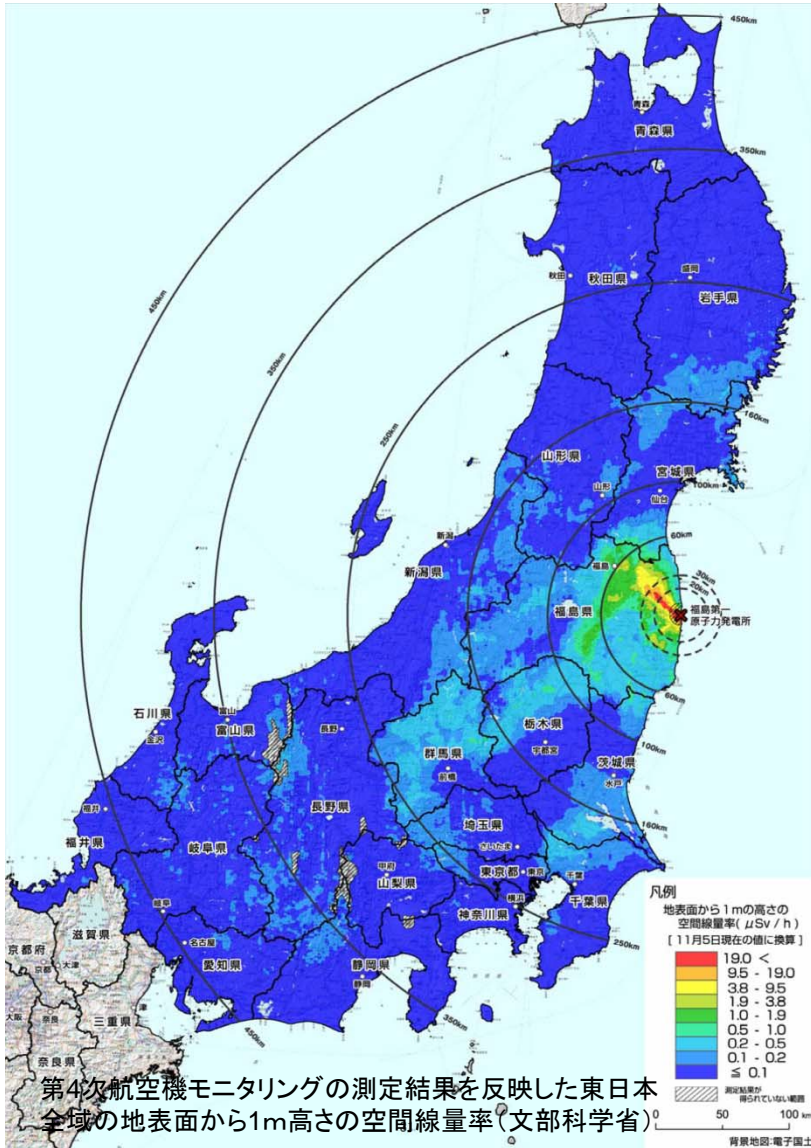 450km
青森
青森県
350km
秋田
秋田県
盛岡
岩手県
450km
350km
250km
160km
山形県
山形
宮城県
仙台
100km
60km
新潟
新潟県
福島
福島県
30km
20km
福島第一
原子力発電所
60km
石川県
金沢
富山
富山県
長野
栃木県
宇都宮
100km
群馬県
前橋
茨城県
水戸
長野県
福井
福井県
岐阜県
埼玉県
さいたま
160km
甲府
山梨県
東京都
東京
千葉
千葉県
岐阜
神奈川県
横浜
滋賀県
京都府
京都
大津
名古屋
愛知県
静岡県
静岡
250km
350km
450km
大阪
奈良
三重県
津
奈良県
凡例
地表面から1mの高さの
空間線量率( μSv / h )
[ 11月5日現在の値に換算 ]
19.0 <
9.5 - 19.0
3.8 - 9.5
1.9 - 3.8
1.0 - 1.9
0.5 - 1.0
0.2 - 0.5
0.1 - 0.2
≦ 0.1
測定結果が
得られていない範囲
第4次航空機モニタリングの測定結果を反映した東日本
全域の地表面から1m高さの空間線量率(文部科学省)
0 50 100 km
背景地図:電子国土